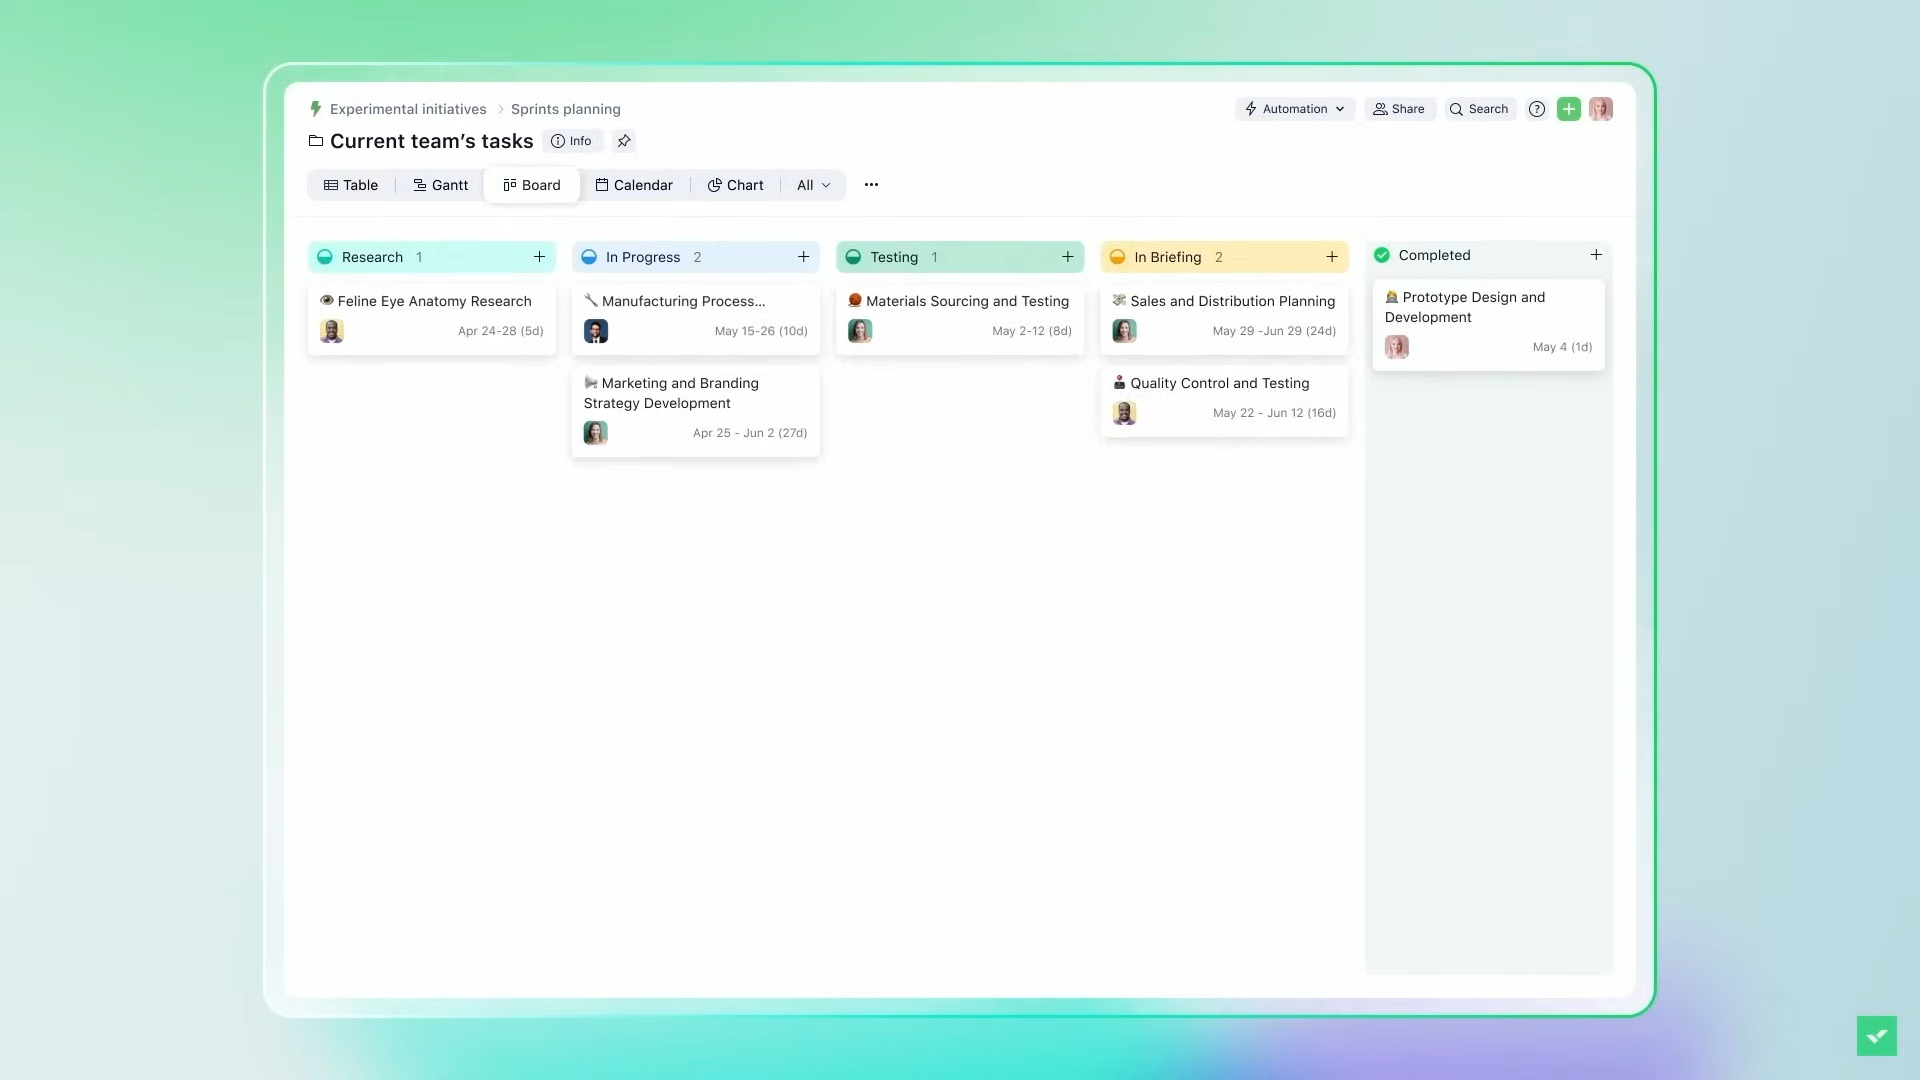 Experimental initiatives > Sprints planning
Automation
Share
Search
Current team’s tasks
Info
Table
Gantt
Board
Calendar
Chart
All
Research 1
Feline Eye Anatomy Research
Apr 24-28 (5d)
In Progress 2
Manufacturing Process...
May 15-26 (10d)
Marketing and Branding
Strategy Development
Apr 25 - Jun 2 (27d)
Testing 1
Materials Sourcing and Testing
May 2-12 (8d)
In Briefing 2
Sales and Distribution Planning
May 29 -Jun 29 (24d)
Quality Control and Testing
May 22 - Jun 12 (16d)
Completed
Prototype Design and
Development
May 4 (1d)